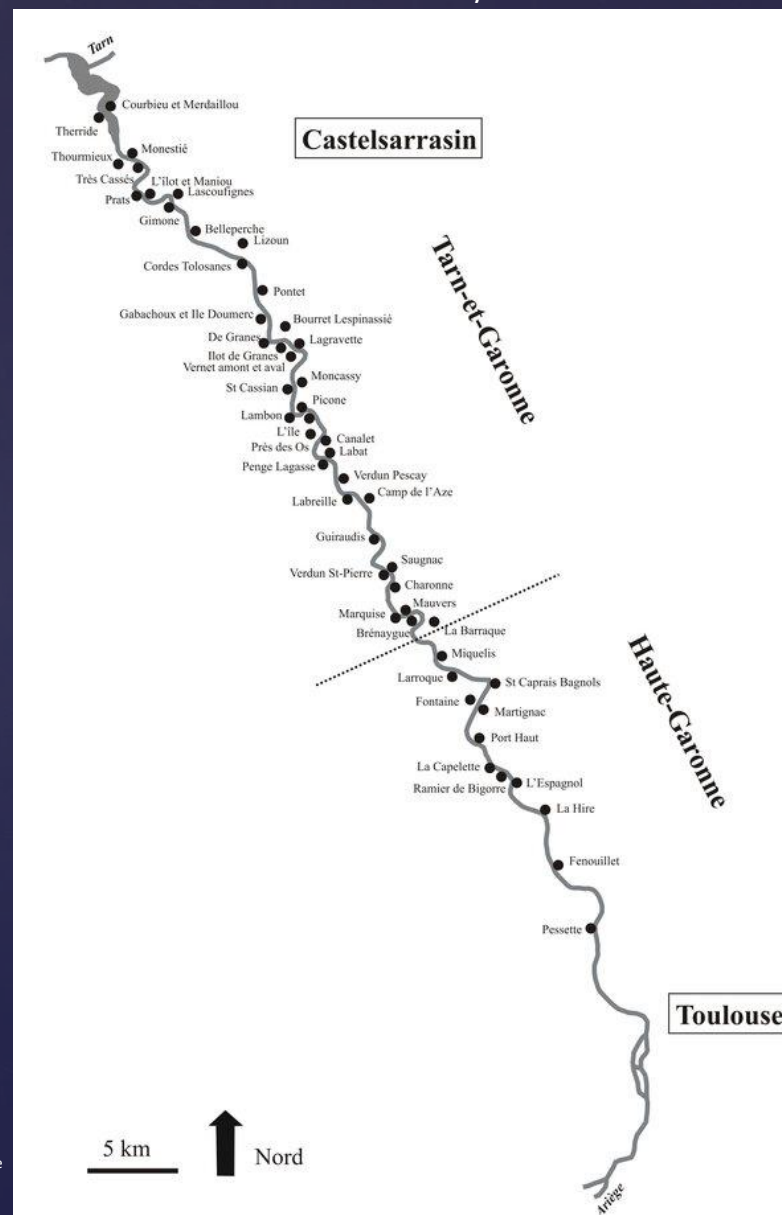 Tarn
Courbieu et Merdaillou
Therride
Castelsarrasin
Monestié
Thourmieux
Très Cassés
L'îlot et Maniou
Lascoufignes
Prats
Gimone
Belleperche
Lizoun
Cordes Tolosanes
Tarn-et-Garonne
Pontet
Gabachoux et Ile Doumerc
Bourret Lespinassié
De Granes
Lagravette
Ilot de Granes
Vernet amont et aval
Moncassy
St Cassian
Picone
Lambon
L'île
Canalet
Près des Os
Labat
Penge Lagasse
Verdun Pescay
Camp de l'Aze
Labreille
Guiraudis
Saugnac
Verdun St-Pierre
Charonne
Mauvers
Marquise
La Barraque
Brénaygue
Miquelis
Haute-Garonne
Larroque
St Caprais Bagnols
Fontaine
Martignac
Port Haut
La Capelette
L'Espagnol
Ramier de Bigorre
La Hire
Fenouillet
Pessette
Toulouse
5 km
Nord
Ariège